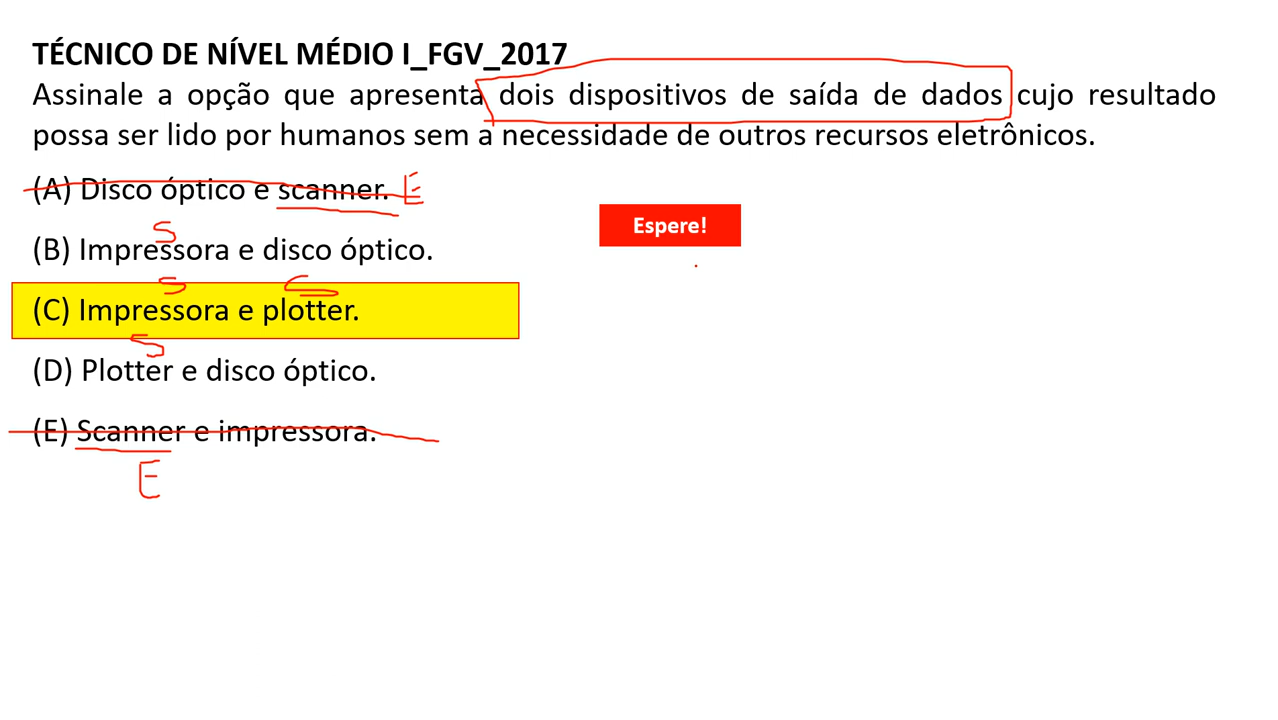 TÉCNICO DE NÍVEL MÉDIO I_FGV_2017
Assinale a opção que apresenta dois dispositivos de saída de dados cujo resultado
possa ser lido por humanos sem a necessidade de outros recursos eletrônicos.
(A) Disco óptico e scanner. E
Espere!
S
(B) Impressora e disco óptico.
S S
(C) Impressora e plotter.
S
(D) Plotter e disco óptico.
(E) Scanner e impressora.
E